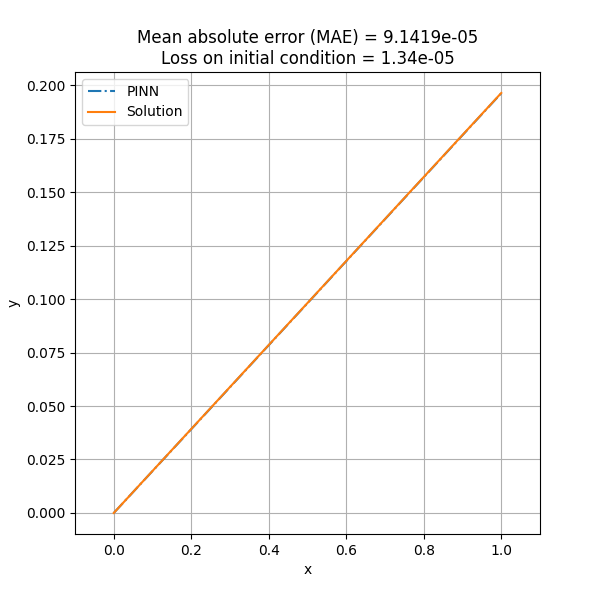 Mean absolute error (MAE) = 9.1419e-05
Loss on initial condition = 1.34e-05
PINN
Solution
0.200
0.175
0.150
0.125
0.100
0.075
0.050
0.025
0.000
y
0.0 0.2 0.4 0.6 0.8 1.0
x